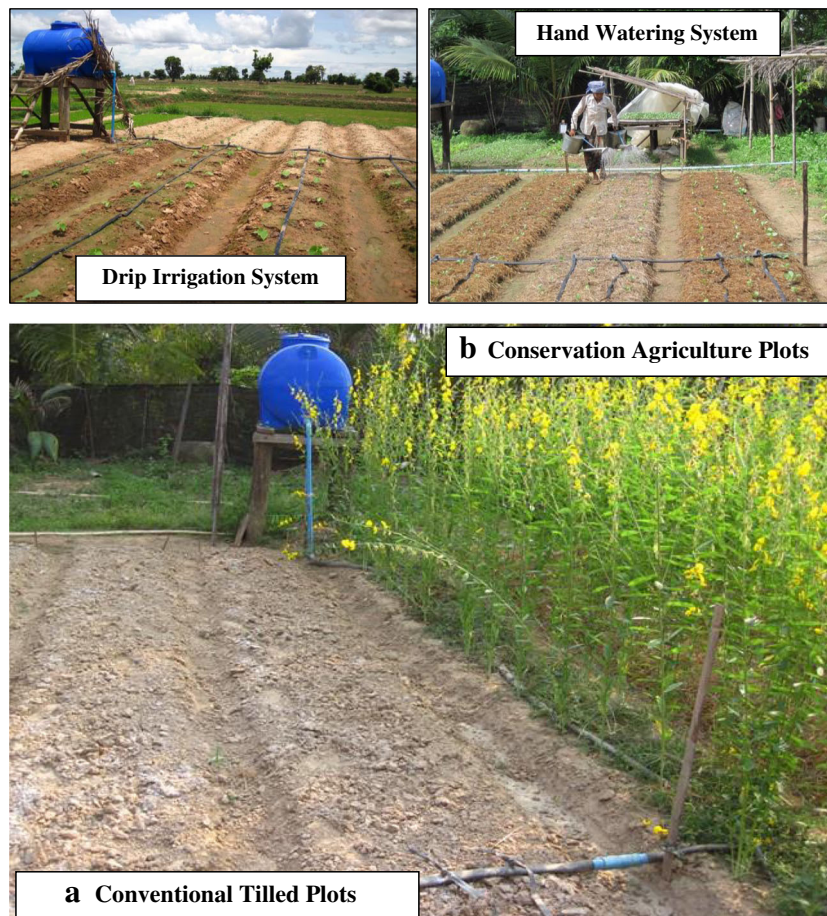 Drip Irrigation System
Hand Watering System
b Conservation Agriculture Plots
a Conventional Tilled Plots